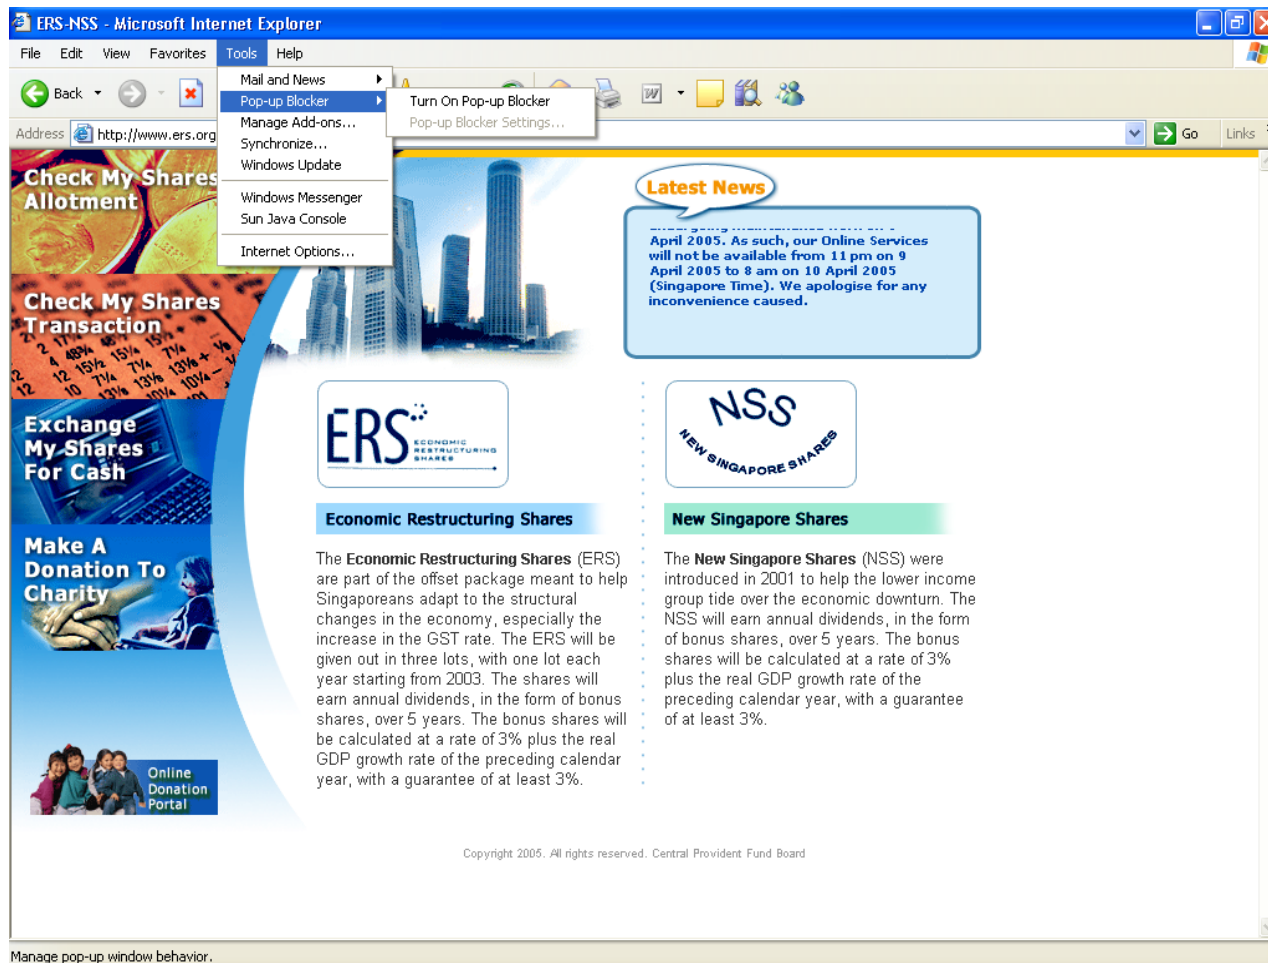 ERS-NSS - Microsoft Internet Explorer
File Edit View Favorites Tools Help
Back
Mail and News
Pop-up Blocker
Manage Add-ons...
Synchronize...
Windows Update
Windows Messenger
Sun Java Console
Internet Options...
Turn On Pop-up Blocker
Pop-up Blocker Settings...
Address http://www.ers.org
Go Links
Check My Shares
Allotment
Check My Shares
Transaction
Exchange
My Shares
For Cash
Make A
Donation To
Charity
Online
Donation
Portal
Latest News
April 2005. As such, our Online Services
will not be available from 11 pm on 9
April 2005 to 8 am on 10 April 2005
(Singapore Time). We apologise for any
inconvenience caused.
ERS
ECONOMIC
RESTRUCTURING
SHARES
Economic Restructuring Shares
The Economic Restructuring Shares (ERS)
are part of the offset package meant to help
Singaporeans adapt to the structural
changes in the economy, especially the
increase in the GST rate. The ERS will be
given out in three lots, with one lot each
year starting from 2003. The shares will
earn annual dividends, in the form of bonus
shares, over 5 years. The bonus shares will
be calculated at a rate of 3% plus the real
GDP growth rate of the preceding calendar
year, with a guarantee of at least 3%.
NSS
NEW SINGAPORE SHARES
New Singapore Shares
The New Singapore Shares (NSS) were
introduced in 2001 to help the lower income
group tide over the economic downturn. The
NSS will earn annual dividends, in the form
of bonus shares, over 5 years. The bonus
shares will be calculated at a rate of 3%
plus the real GDP growth rate of the
preceding calendar year, with a guarantee
of at least 3%.
Copyright 2005. All rights reserved. Central Provident Fund Board
Manage pop-up window behavior.